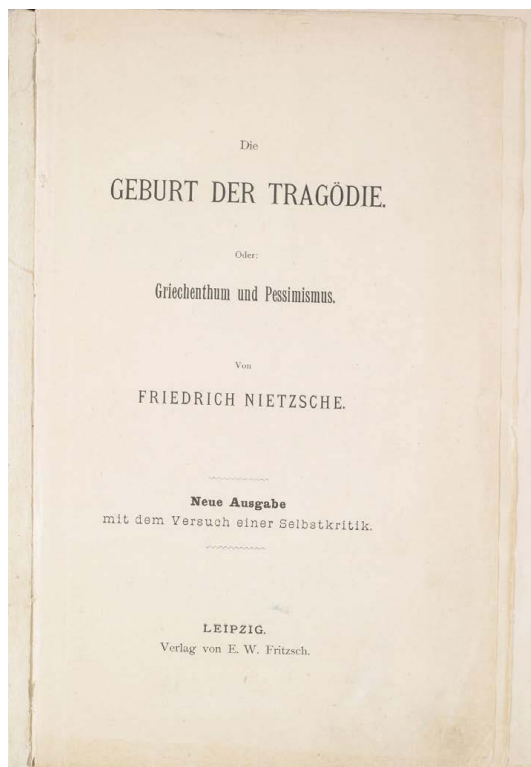 Die
GEBURT DER TRAGÖDIE.
Oder:
Griechenthum und Pessimismus.
Von
FRIEDRICH NIETZSCHE.
Neue Ausgabe
mit dem Versuch einer Selbstkritik.
LEIPZIG.
Verlag von E. W. Fritzsch.